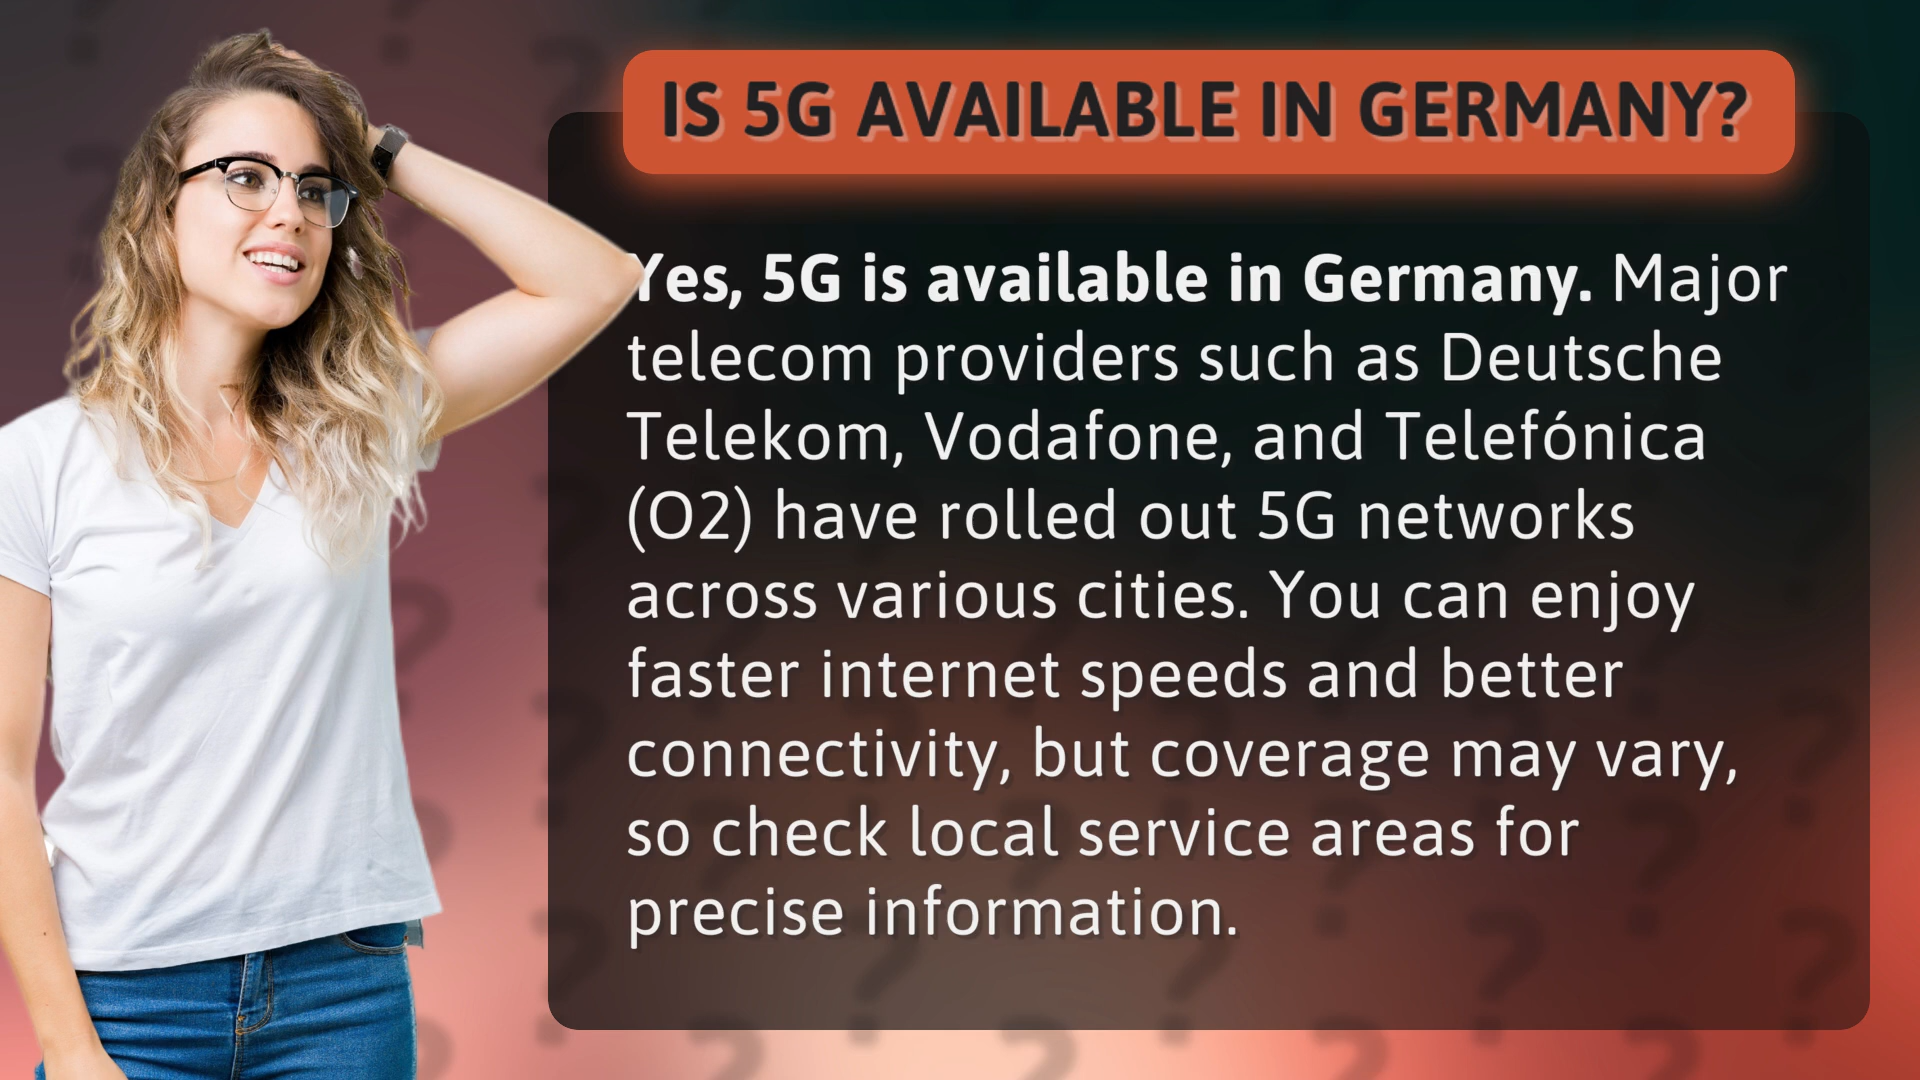 IS 5G AVAILABLE IN GERMANY?
Yes, 5G is available in Germany. Major
telecom providers such as Deutsche
Telekom, Vodafone, and Telefónica
(O2) have rolled out 5G networks
across various cities. You can enjoy
faster internet speeds and better
connectivity, but coverage may vary,
so check local service areas for
precise information.